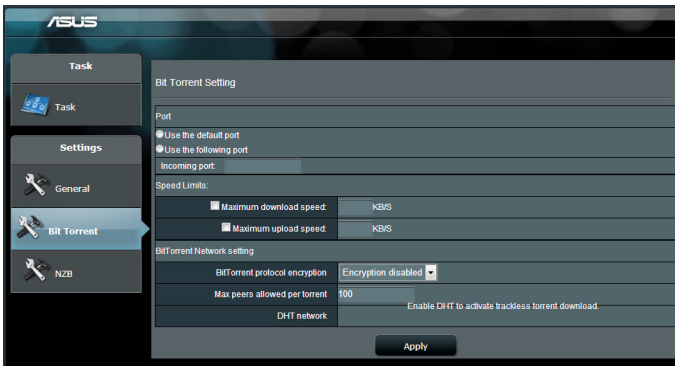 ASUS
Task
Task
Settings
General
Bit Torrent
NZB
Bit Torrent Setting
Port
Use the default port
Use the following port
Incoming port:
Speed Limits:
Maximum download speed: KB/S
Maximum upload speed: KB/S
BitTorrent Network setting
BitTorrent protocol encryption Encryption disabled
Max peers allowed per torrent 100
Enable DHT to activate trackless torrent download.
DHT network
Apply